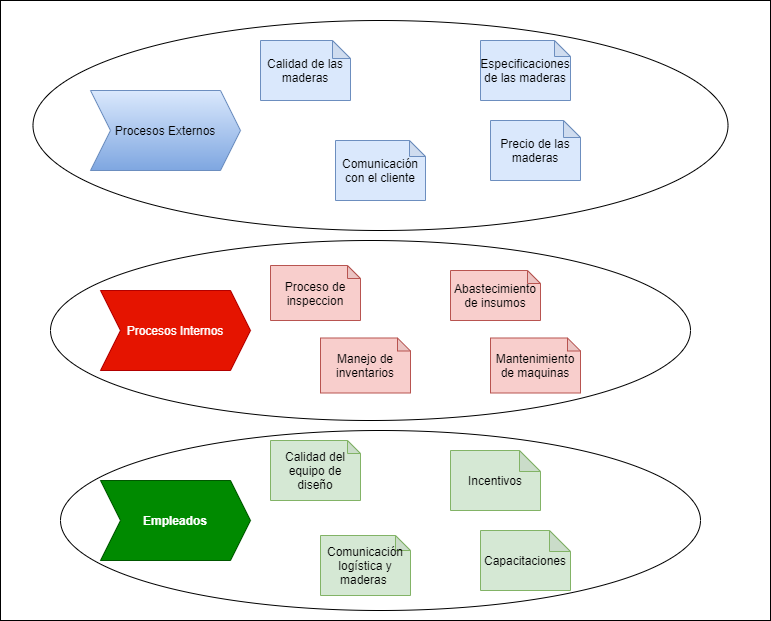 Calidad de las
maderas
Especificaciones
de las maderas
Procesos Externos
Comunicación
con el cliente
Precio de las
maderas
Proceso de
inspeccion
Abastecimiento
de insumos
Procesos Internos
Manejo de
inventarios
Mantenimiento
de maquinas
Calidad del
equipo de
diseño
Incentivos
Empleados
Comunicación
logística y
maderas
Capacitaciones